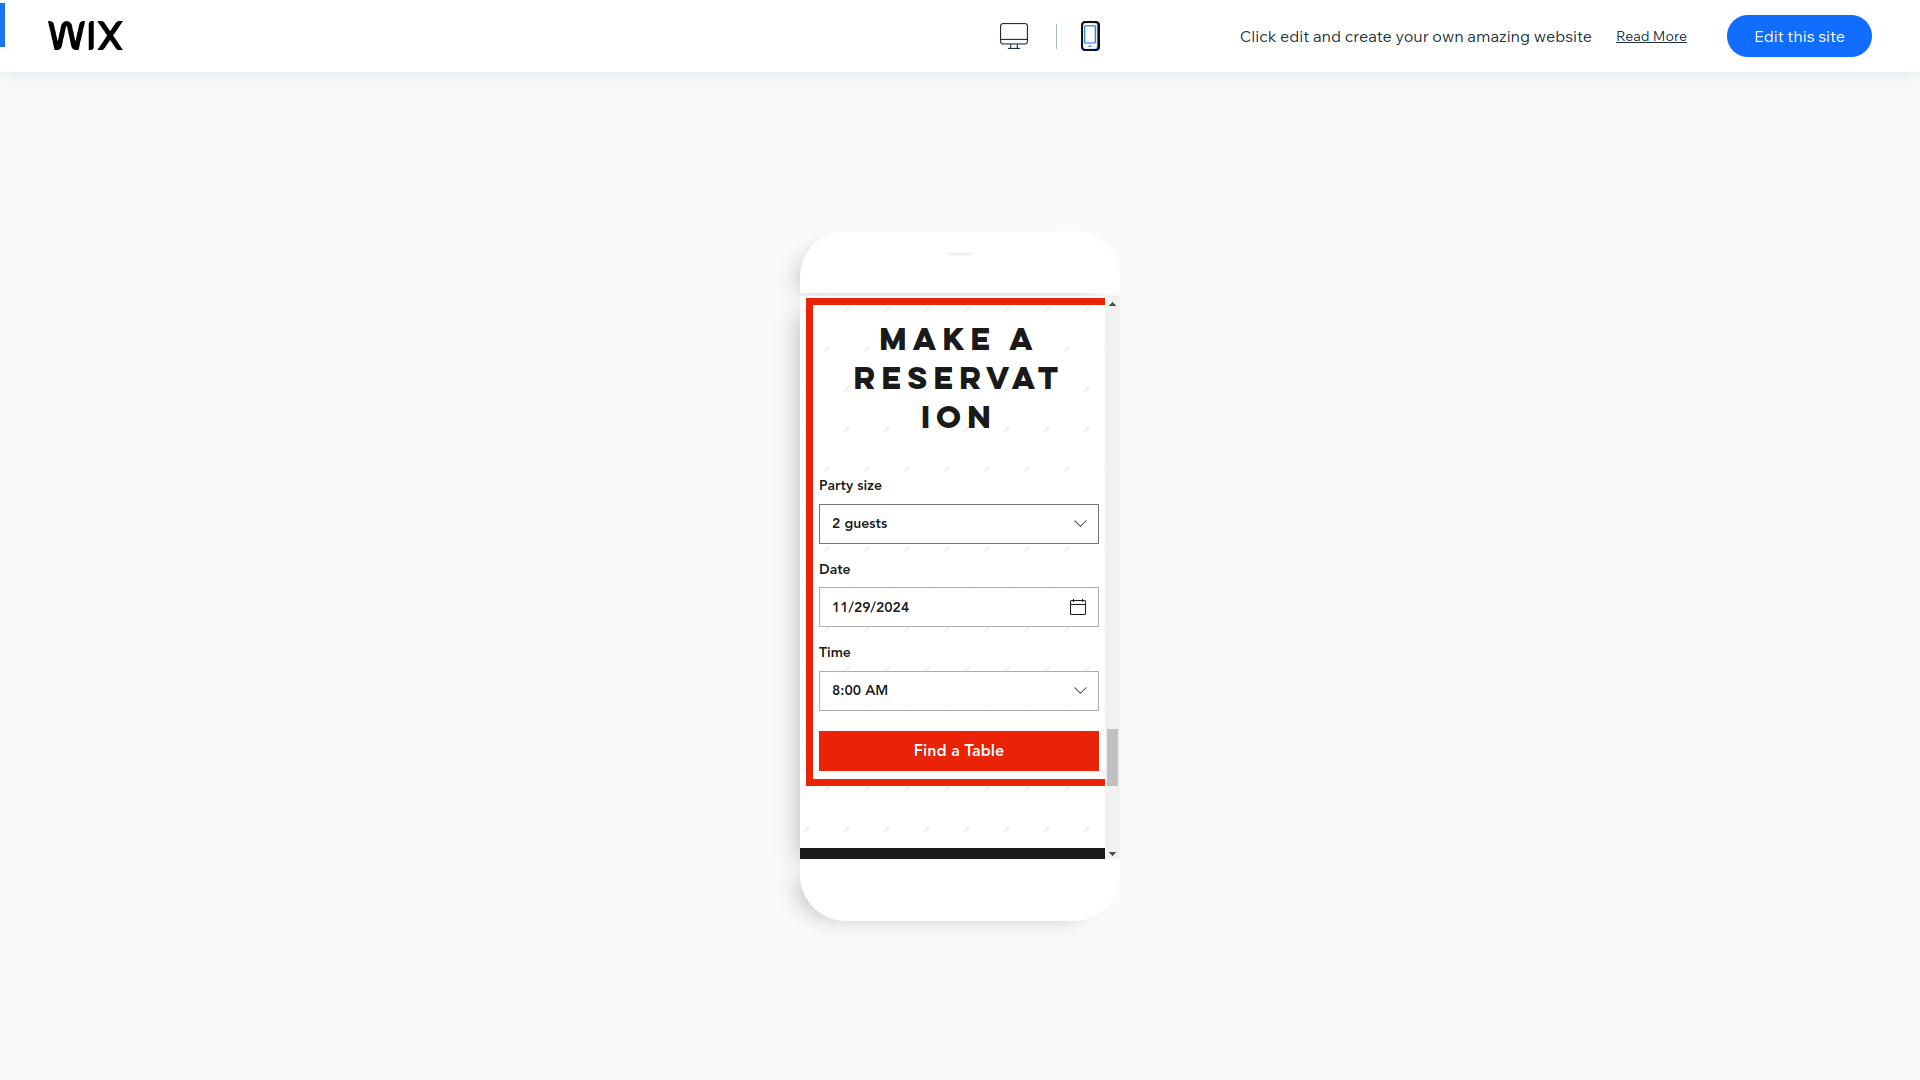 WIX
Click edit and create your own amazing website
Read More
Edit this site
MAKE A
RESERVAT
ION
Party size
2 guests
Date
11/29/2024
Time
8:00 AM
Find a Table